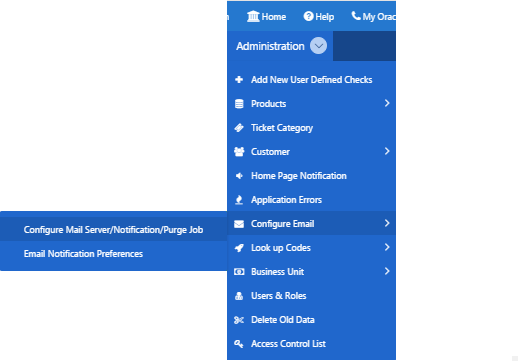 Home
Help
My Orac
Administration
Add New User Defined Checks
Products
Ticket Category
Customer
Home Page Notification
Application Errors
Configure Email
Configure Mail Server/Notification/Purge Job
Email Notification Preferences
Look up Codes
Business Unit
Users & Roles
Delete Old Data
Access Control List